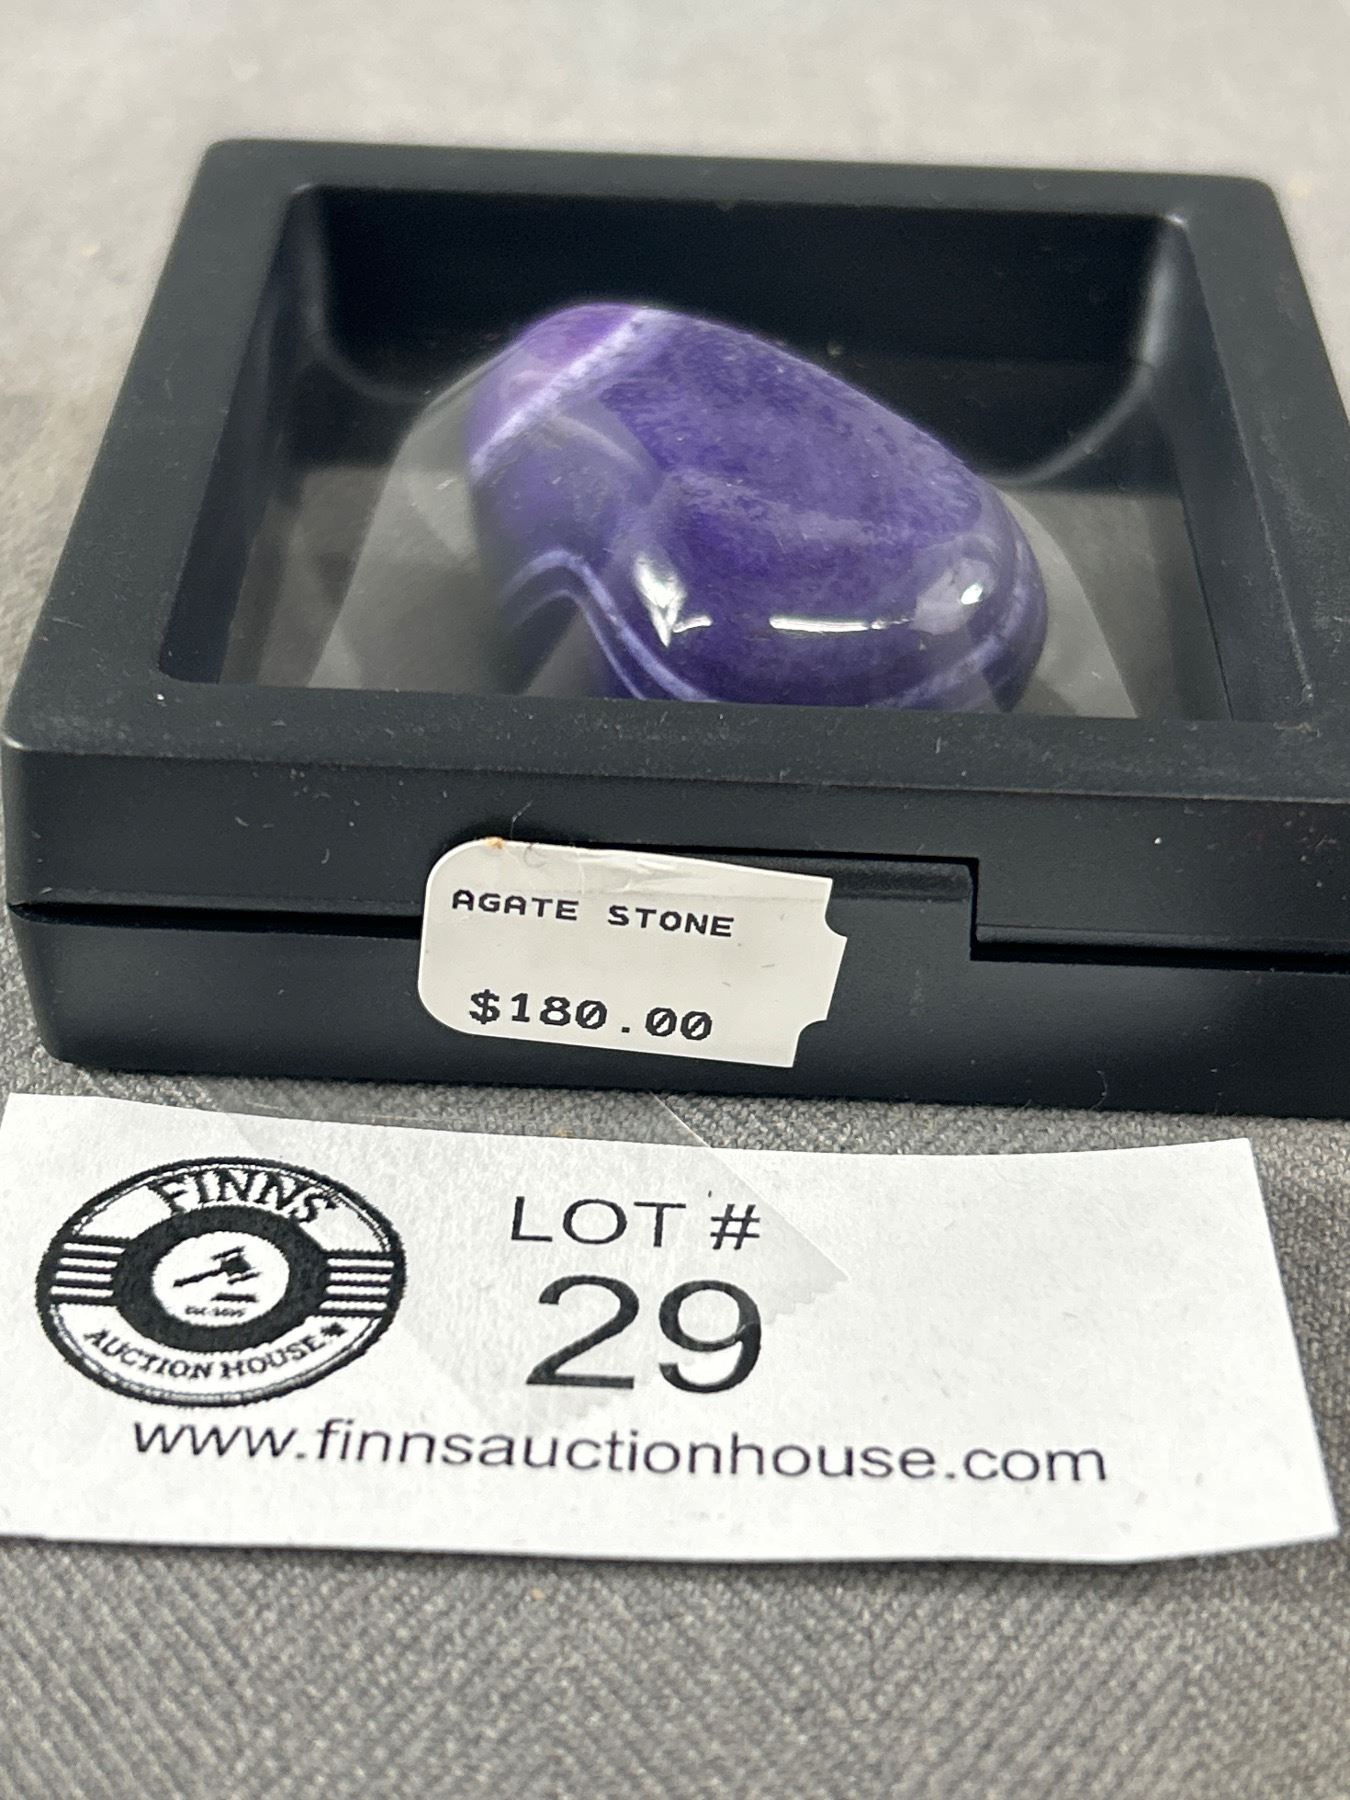 AGATE STONE
$180.00
FINNS
AUCTION HOUSE
LOT #
29
www.finnsauctionhouse.com